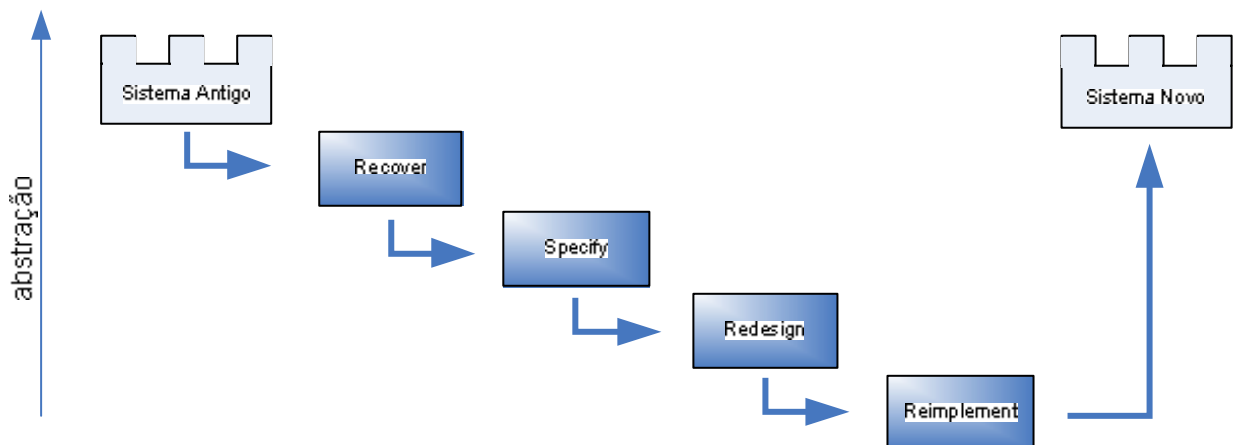 Sistema Antigo
Sistema Novo
Recover
abstração
Specify
Redesign
Reimplement